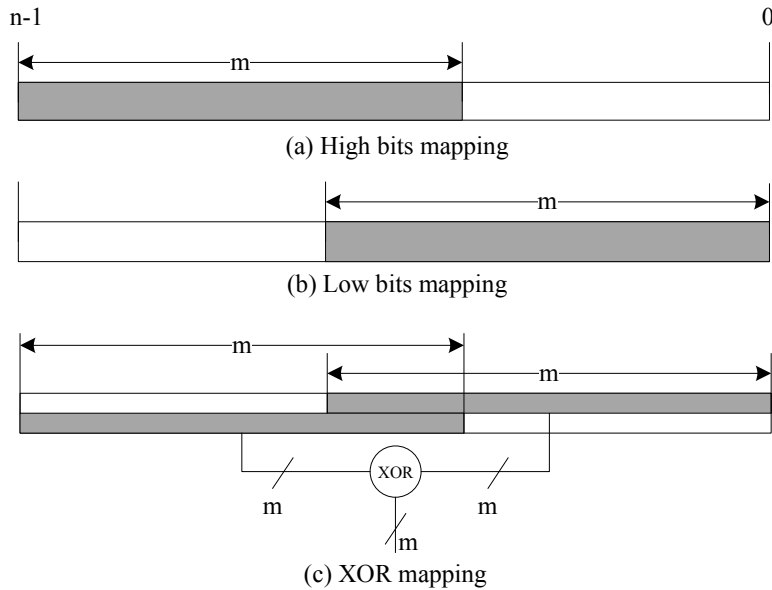 n-1 0
m
(a) High bits mapping
m
(b) Low bits mapping
m
m
XOR
m m
m
(c) XOR mapping